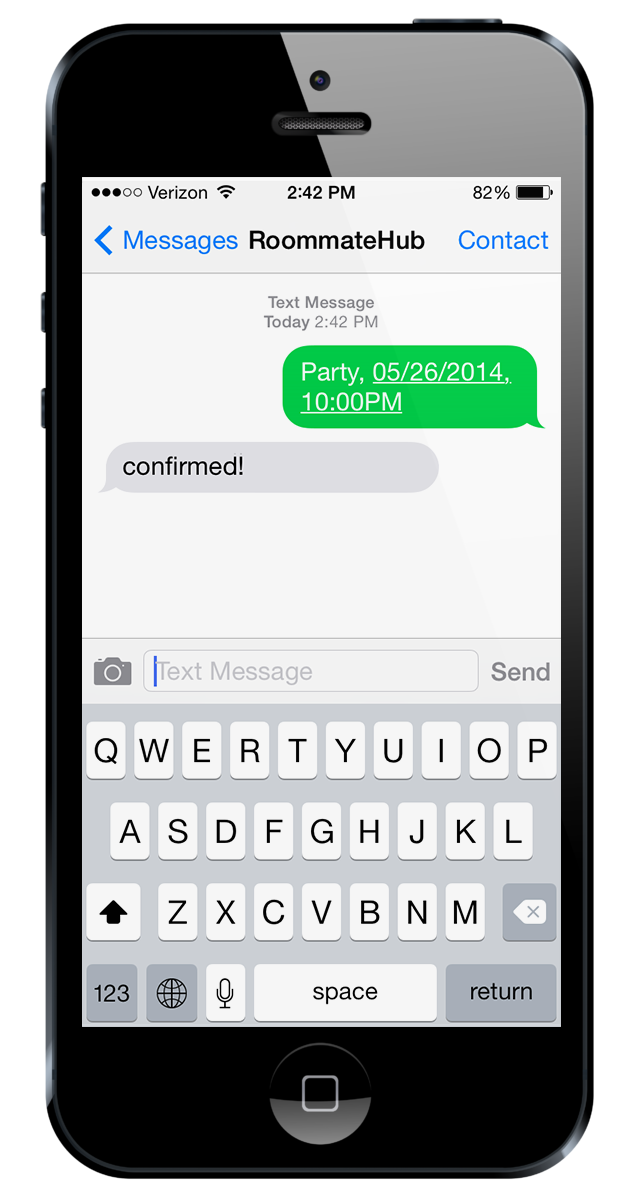 Verizon 2:42 PM 82%
Messages RoommateHub Contact
Text Message
Today 2:42 PM
Party, 05/26/2014,
10:00PM
confirmed!
Text Message Send
Q W E R T Y U I O P
A S D F G H J K L
Z X C V B N M
123 space return